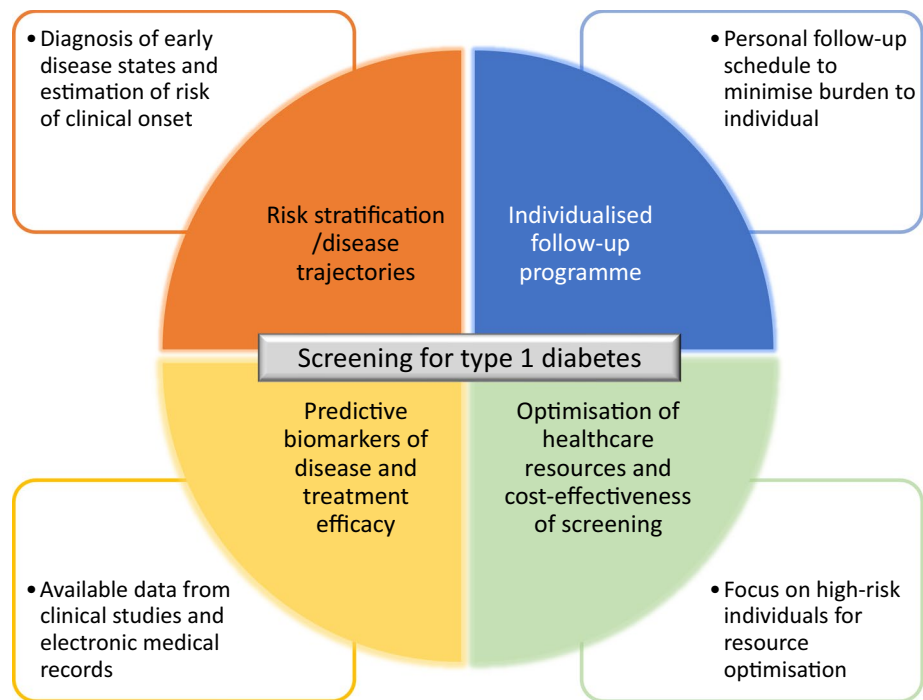 •Diagnosis of early
disease states and
estimation of risk
of clinical onset
•Personal follow-up
schedule to
minimise burden to
individual
Risk stratification
/disease
trajectories
Individualised
follow-up
programme
Screening for type 1 diabetes
Predictive
biomarkers of
disease and
treatment
efficacy
Optimisation of
healthcare
resources and
cost-effectiveness
of screening
•Available data from
clinical studies and
electronic medical
records
•Focus on high-risk
individuals for
resource
optimisation